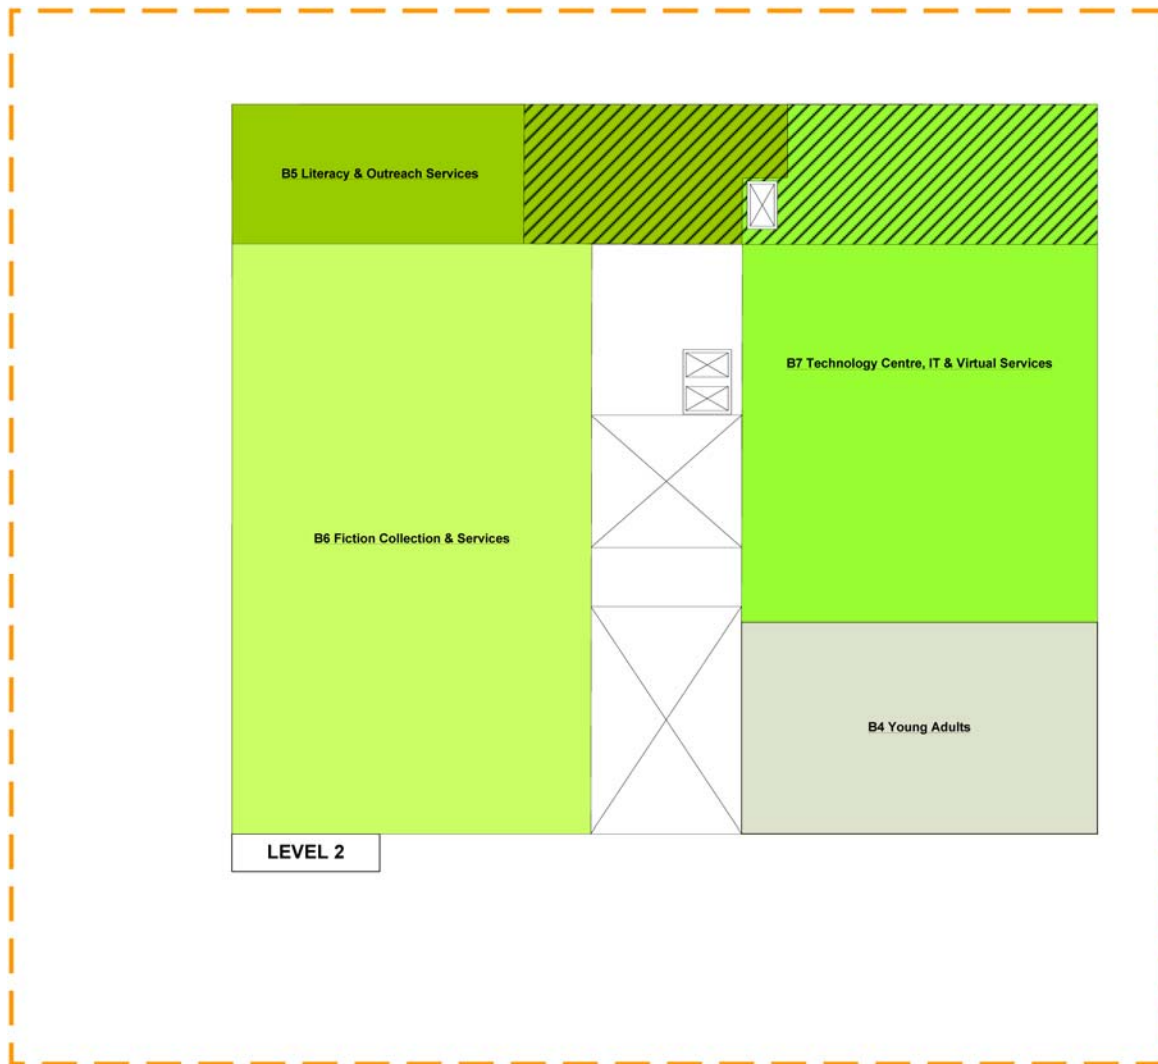 B5 Literacy & Outreach Services
B7 Technology Centre, IT & Virtual Services
B6 Fiction Collection & Services
B4 Young Adults
LEVEL 2